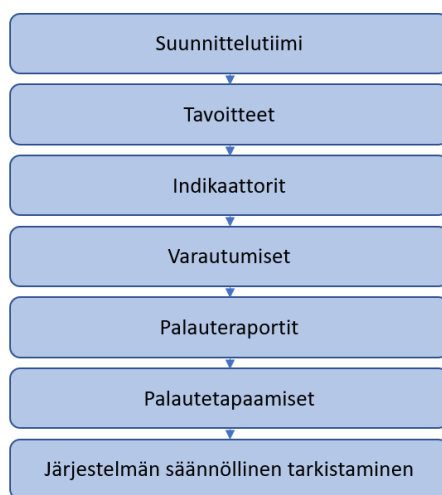 Suunnittelutiimi
Tavoitteet
Indikaattorit
Varautumiset
Palauteraportit
Palautetapaamiset
Järjestelmän säännöllinen tarkistaminen